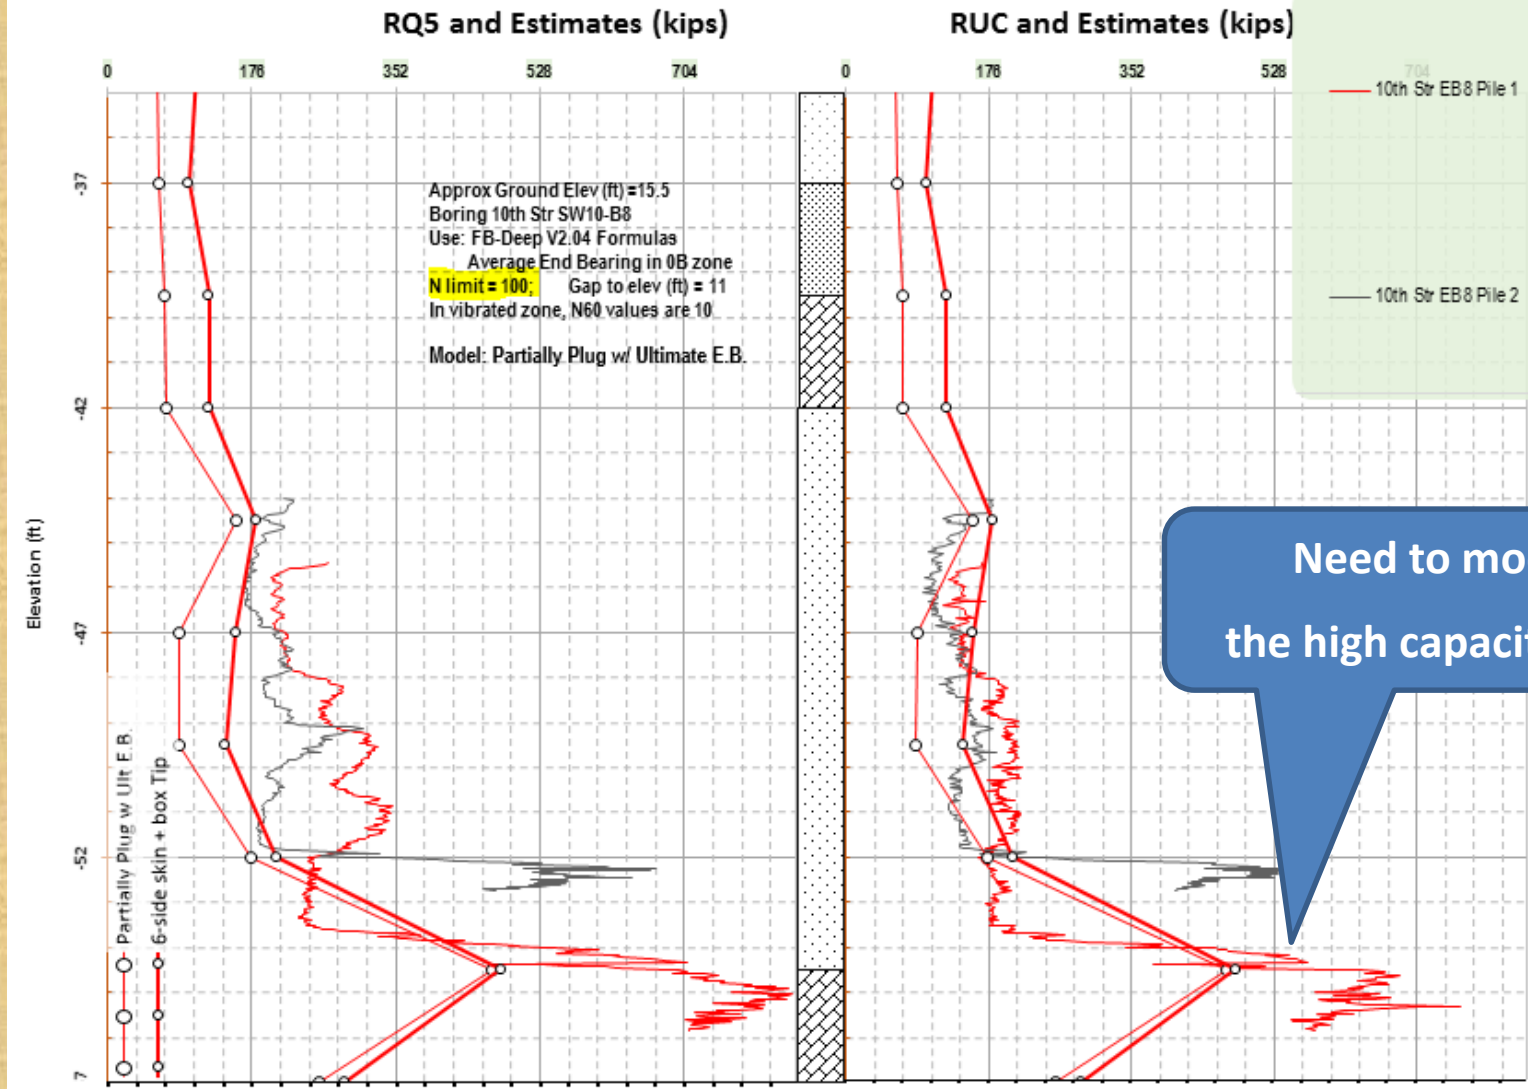 RQ5 and Estimates (kips)
RUC and Estimates (kips)
0 176 352 528 704
0 176 352 528 704
-37
-42
-47
-52
7
Elevation (ft)
Approx Ground Elev (ft) =15.5
Boring 10th Str SW10-B8
Use: FB-Deep V2.04 Formulas
Average End Bearing in 0B zone
N limit = 100; Gap to elev (ft) = 11
In vibrated zone, N60 values are 10
Model: Partially Plug w/ Ultimate E.B.
Partially Plug w Ult E B
6-side skin + box Tip
10th Str EB8 Pile 1
10th Str EB8 Pile 2
Need to mo
the high capacit